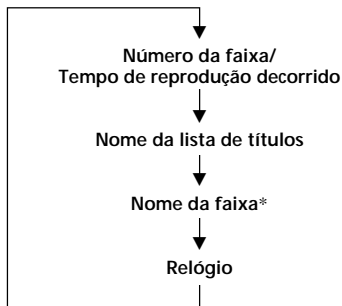 Número da faixa/
Tempo de reprodução decorrido
Nome da lista de títulos
Nome da faixa*
Relógio